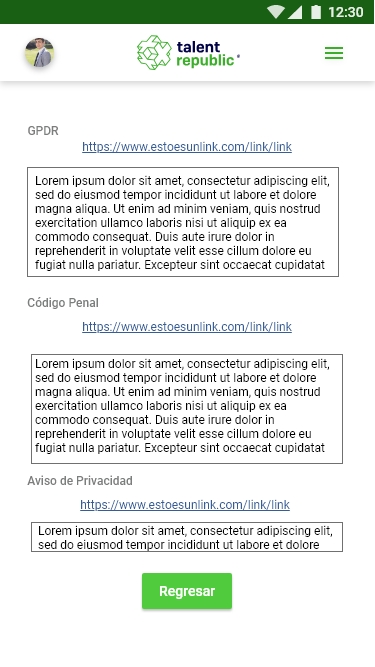 12:30
talent
republic
GPDR
https://www.estoesunlink.com/link/link
Lorem ipsum dolor sit amet, consectetur adipiscing elit,
sed do eiusmod tempor incididunt ut labore et dolore
magna aliqua. Ut enim ad minim veniam, quis nostrud
exercitation ullamco laboris nisi ut aliquip ex ea
commodo consequat. Duis aute irure dolor in
reprehenderit in voluptate velit esse cillum dolore eu
fugiat nulla pariatur. Excepteur sint occaecat cupidatat
Código Penal
https://www.estoesunlink.com/link/link
Lorem ipsum dolor sit amet, consectetur adipiscing elit,
sed do eiusmod tempor incididunt ut labore et dolore
magna aliqua. Ut enim ad minim veniam, quis nostrud
exercitation ullamco laboris nisi ut aliquip ex ea
commodo consequat. Duis aute irure dolor in
reprehenderit in voluptate velit esse cillum dolore eu
fugiat nulla pariatur. Excepteur sint occaecat cupidatat
Aviso de Privacidad
https://www.estoesunlink.com/link/link
Lorem ipsum dolor sit amet, consectetur adipiscing elit,
sed do eiusmod tempor incididunt ut labore et dolore
Regresar